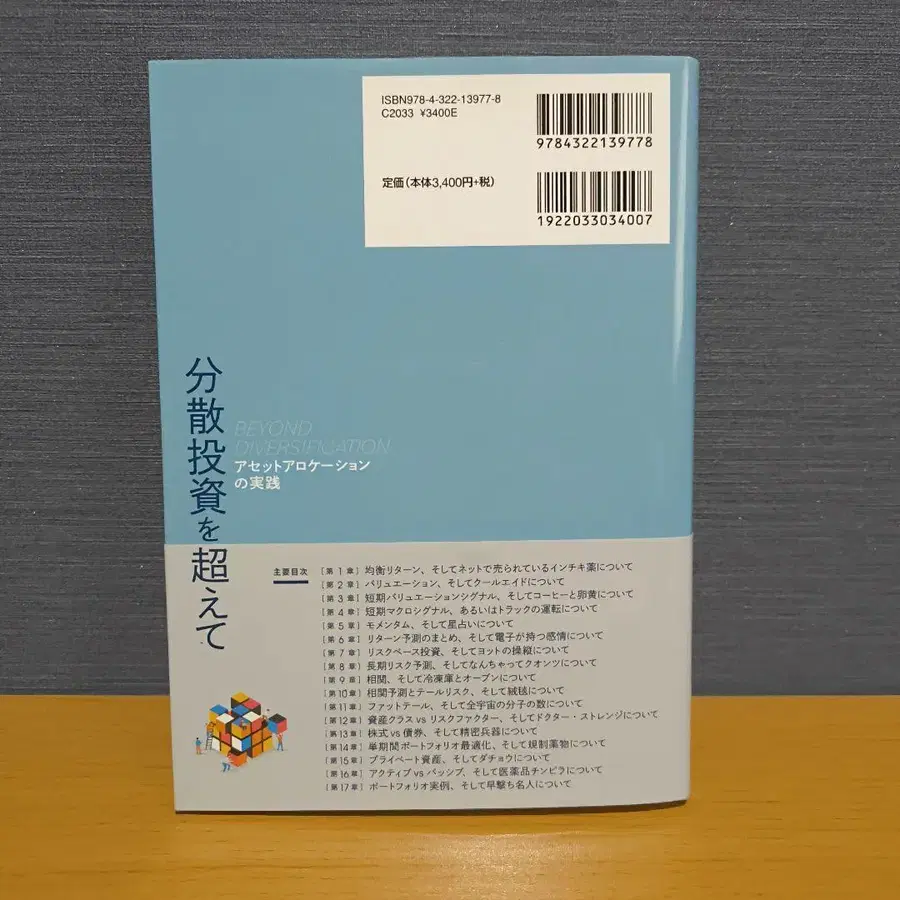 ISBN978-4-322-13977-8
C2033 ¥3400E
9784322139778
定価(本体3,400円+税)
1922033034007
分散投資を超えて
BEYOND
DIVERSIFICATION
アセットアロケーション
の実践
主要目次
[第1章] 均衡リターン、そしてネットで売られているインチキ薬について
[第2章] バリュエーション、そしてクールエイドについて
[第3章] 短期バリュエーションシグナル、そしてコーヒーと卵黄について
[第4章] 短期マクロシグナル、あるいはトラックの運転について
[第5章] モメンタム、そして星占いについて
[第6章] リターン予測のまとめ、そして電子が持つ感情について
[第7章] リスクベース投資、そしてヨットの操縦について
[第8章] 長期リスク予測、そしてなんちゃってクオンツについて
[第9章] 相関、そして冷凍庫とオーブンについて
[第10章] 相関予測とテールリスク、そして絨毯について
[第11章] ファットテール、そして全宇宙の分子の数について
[第12章] 資産クラス vs リスクファクター、そしてドクター・ストレンジについて
[第13章] 株式 vs 債券、そして精密兵器について
[第14章] 単期間ポートフォリオ最適化、そして規制薬物について
[第15章] プライベート資産、そしてダチョウについて
[第16章] アクティブ vs パッシブ、そして医薬品チンピラについて
[第17章] ポートフォリオ実例、そして早撃ち名人について